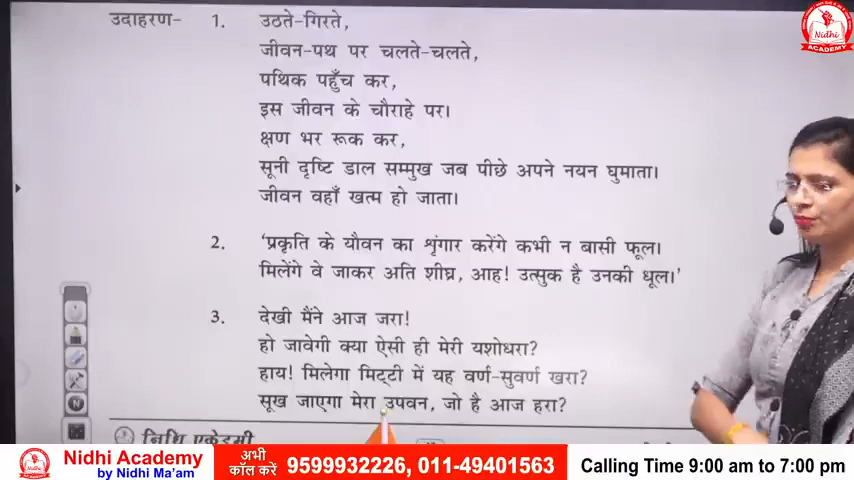 उदाहरण- 1. उठते-गिरते,
जीवन-पथ पर चलते-चलते,
पथिक पहुँच कर,
इस जीवन के चौराहे पर।
क्षण भर रूक कर,
सूनी दृष्टि डाल सम्मुख जब पीछे अपने नयन घुमाता।
जीवन वहाँ खत्म हो जाता।
2. 'प्रकृति के यौवन का शृंगार करेंगे कभी न बासी फूल।
मिलेंगे वे जाकर अति शीघ्र, आह! उत्सुक है उनकी धूल।'
3. देखी मैंने आज जरा!
हो जावेगी क्या ऐसी ही मेरी यशोधरा?
हाय! मिलेगा मिट्टी में यह वर्ण-सुवर्ण खरा?
सूख जाएगा मेरा उपवन, जो है आज हरा?
निधि एकेडमी
Nidhi
ACADEMY
Nidhi Academy
by Nidhi Ma'am
अभी
कॉल करें
9599932226, 011-49401563
Calling Time 9:00 am to 7:00 pm